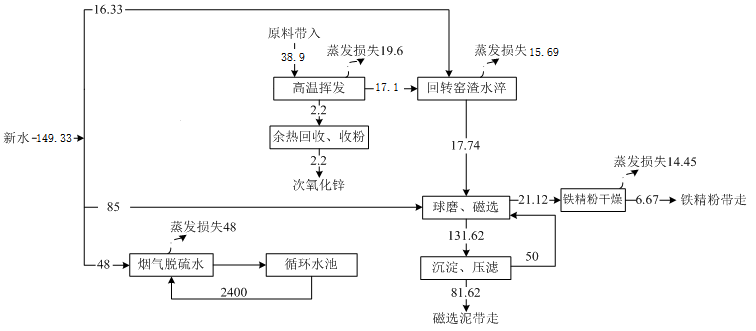 16.33
原料带入
38.9
蒸发损失19.6
蒸发损失15.69
高温挥发
17.1
回转窑渣水淬
2.2
新水
149.33
余热回收、收粉
17.74
2.2
次氧化锌
蒸发损失14.45
85
球磨、磁选
21.12
铁精粉干燥
6.67
铁精粉带走
蒸发损失48
131.62
48
烟气脱硫水
循环水池
沉淀、压滤
50
2400
81.62
磁选泥带走